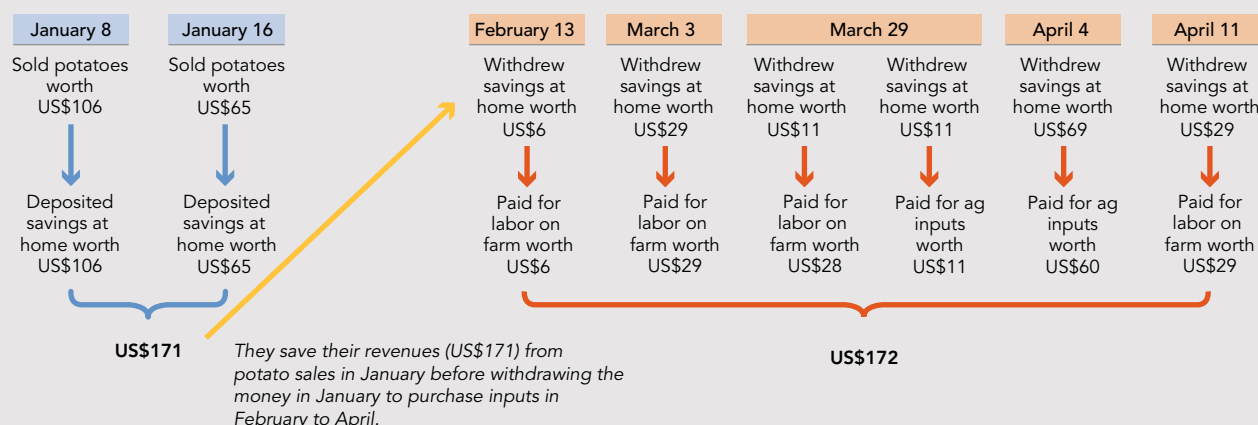 January 8
Sold potatoes
worth
US$106
Deposited
savings at
home worth
US$106
January 16
Sold potatoes
worth
US$65
Deposited
savings at
home worth
US$65
US$171
They save their revenues (US$171) from
potato sales in January before withdrawing the
money in January to purchase inputs in
February to April.
February 13
Withdrew
savings at
home worth
US$6
Paid for
labor on
farm worth
US$6
March 3
Withdrew
savings at
home worth
US$29
Paid for
labor on
farm worth
US$29
March 29
Withdrew
savings at
home worth
US$11
Paid for
labor on
farm worth
US$28
Withdrew
savings at
home worth
US$11
Paid for ag
inputs
worth
US$11
April 4
Withdrew
savings at
home worth
US$69
Paid for ag
inputs
worth
US$60
April 11
Withdrew
savings at
home worth
US$29
Paid for
labor on
farm worth
US$29
US$172